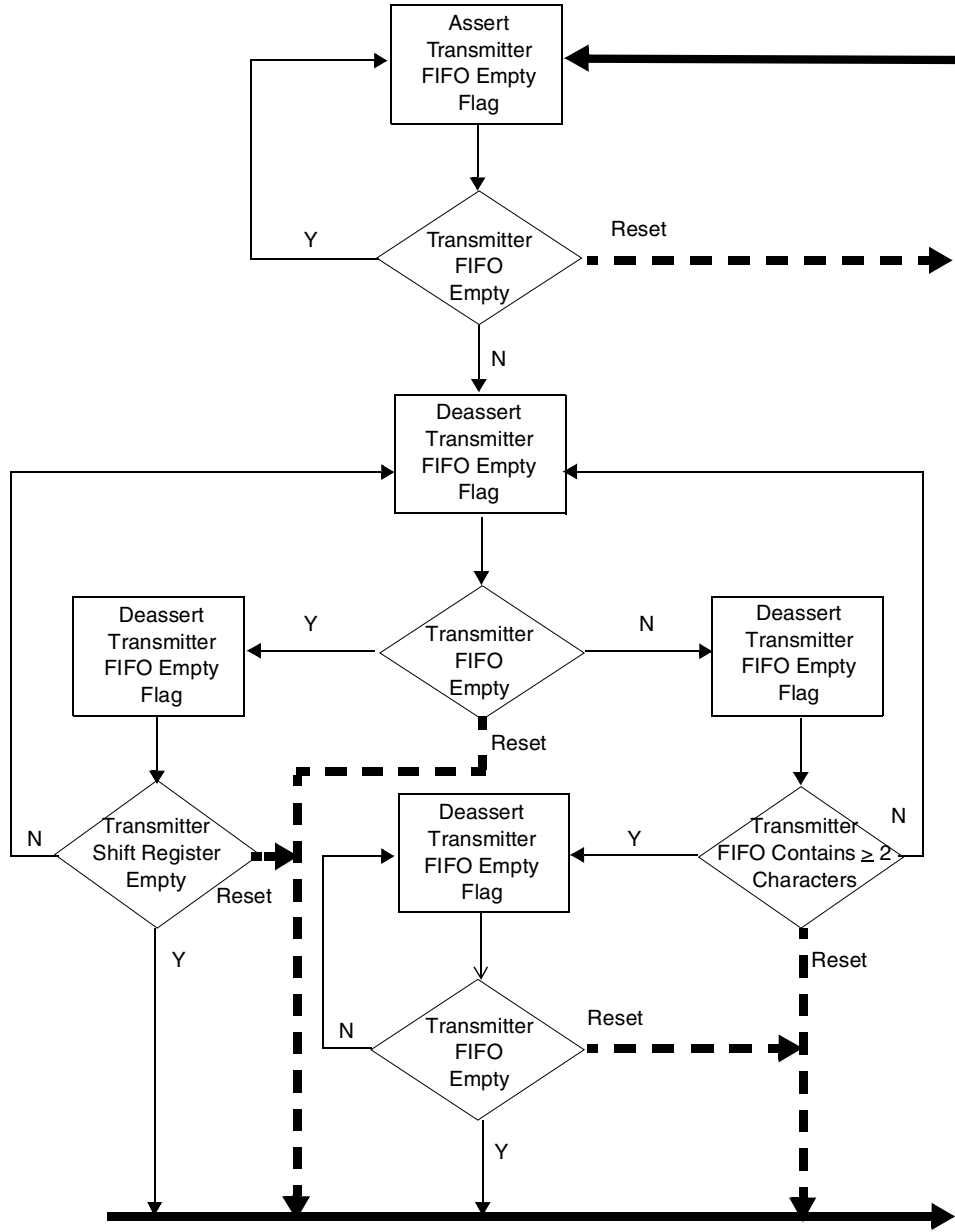 Assert
Transmitter
FIFO Empty
Flag
Y
Transmitter
FIFO
Empty
Reset
N
Deassert
Transmitter
FIFO Empty
Flag
Deassert
Transmitter
FIFO Empty
Flag
Y
Transmitter
FIFO
Empty
N
Deassert
Transmitter
FIFO Empty
Flag
Reset
N
Transmitter
Shift Register
Empty
Reset
Y
Deassert
Transmitter
FIFO Empty
Flag
Y
Transmitter
FIFO Contains ≥ 2
Characters
N
Reset
N
Transmitter
FIFO
Empty
Reset
Y